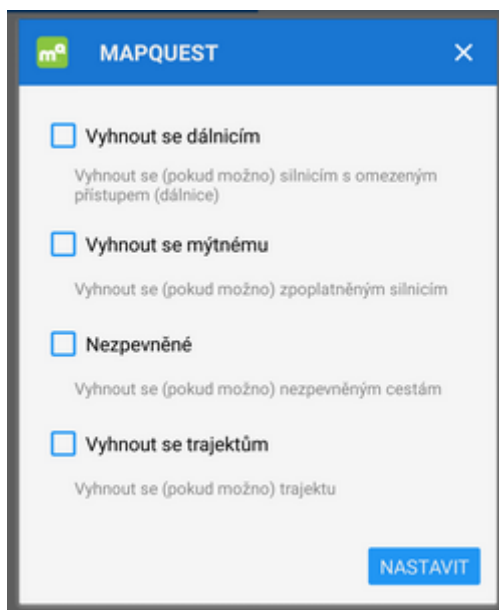 mq MAPQUEST
Vyhnout se dálnicím
Vyhnout se (pokud možno) silnicím s omezeným
přístupem (dálnice)
Vyhnout se mýtnému
Vyhnout se (pokud možno) zpoplatněným silnicím
Nezpevněné
Vyhnout se (pokud možno) nezpevněným cestám
Vyhnout se trajektům
Vyhnout se (pokud možno) trajektu
NASTAVIT